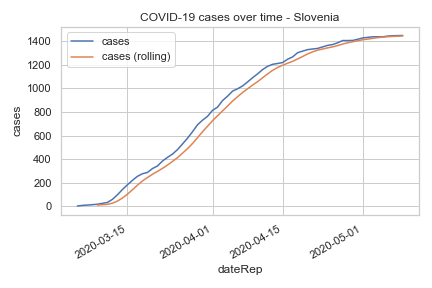 COVID-19 cases over time - Slovenia
cases
cases (rolling)
1400
1200
1000
800
600
400
200
0
cases
2020-03-15
2020-04-01
2020-04-15
2020-05-01
dateRep